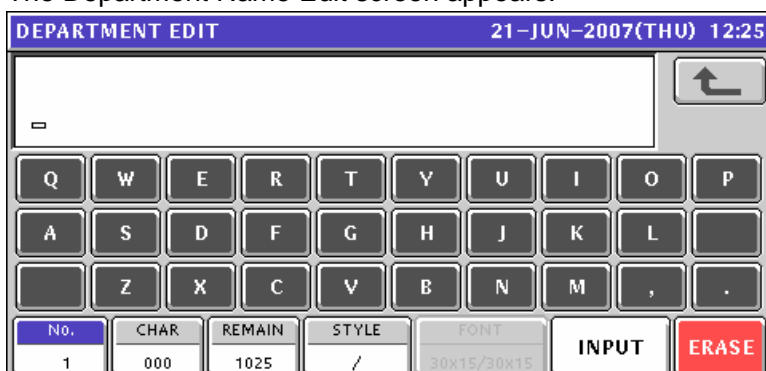 The Department Name Edit screen appears.
DEPARTMENT EDIT 21-JUN-2007(THU) 12:25
Q W E R T Y U I O P
A S D F G H J K L
Z X C V B N M , .
No. CHAR REMAIN STYLE FONT INPUT ERASE
1 000 1025 / 30x15/30x15